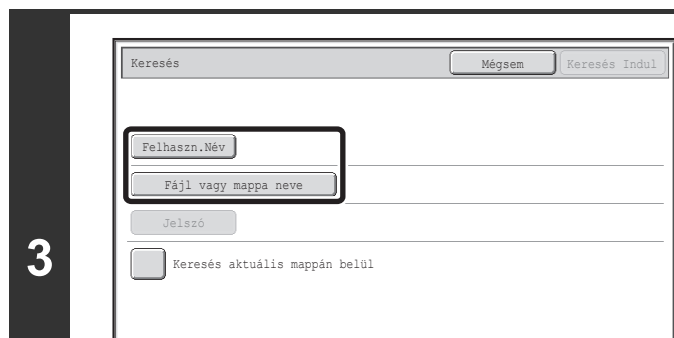 Keresés Mégsem Keresés Indul
Felhaszn.Név
Fájl vagy mappa neve
Jelszó
3
Keresés aktuális mappán belül